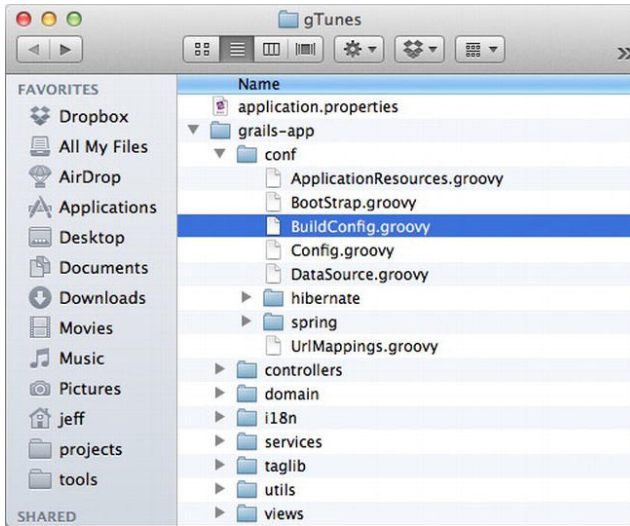 gTunes
FAVORITES
Dropbox
All My Files
AirDrop
Applications
Desktop
Documents
Downloads
Movies
Music
Pictures
jeff
projects
tools
SHARED
Name
application.properties
grails-app
conf
ApplicationResources.groovy
BootStrap.groovy
BuildConfig.groovy
Config.groovy
DataSource.groovy
hibernate
spring
UrlMappings.groovy
controllers
domain
i18n
services
taglib
utils
views